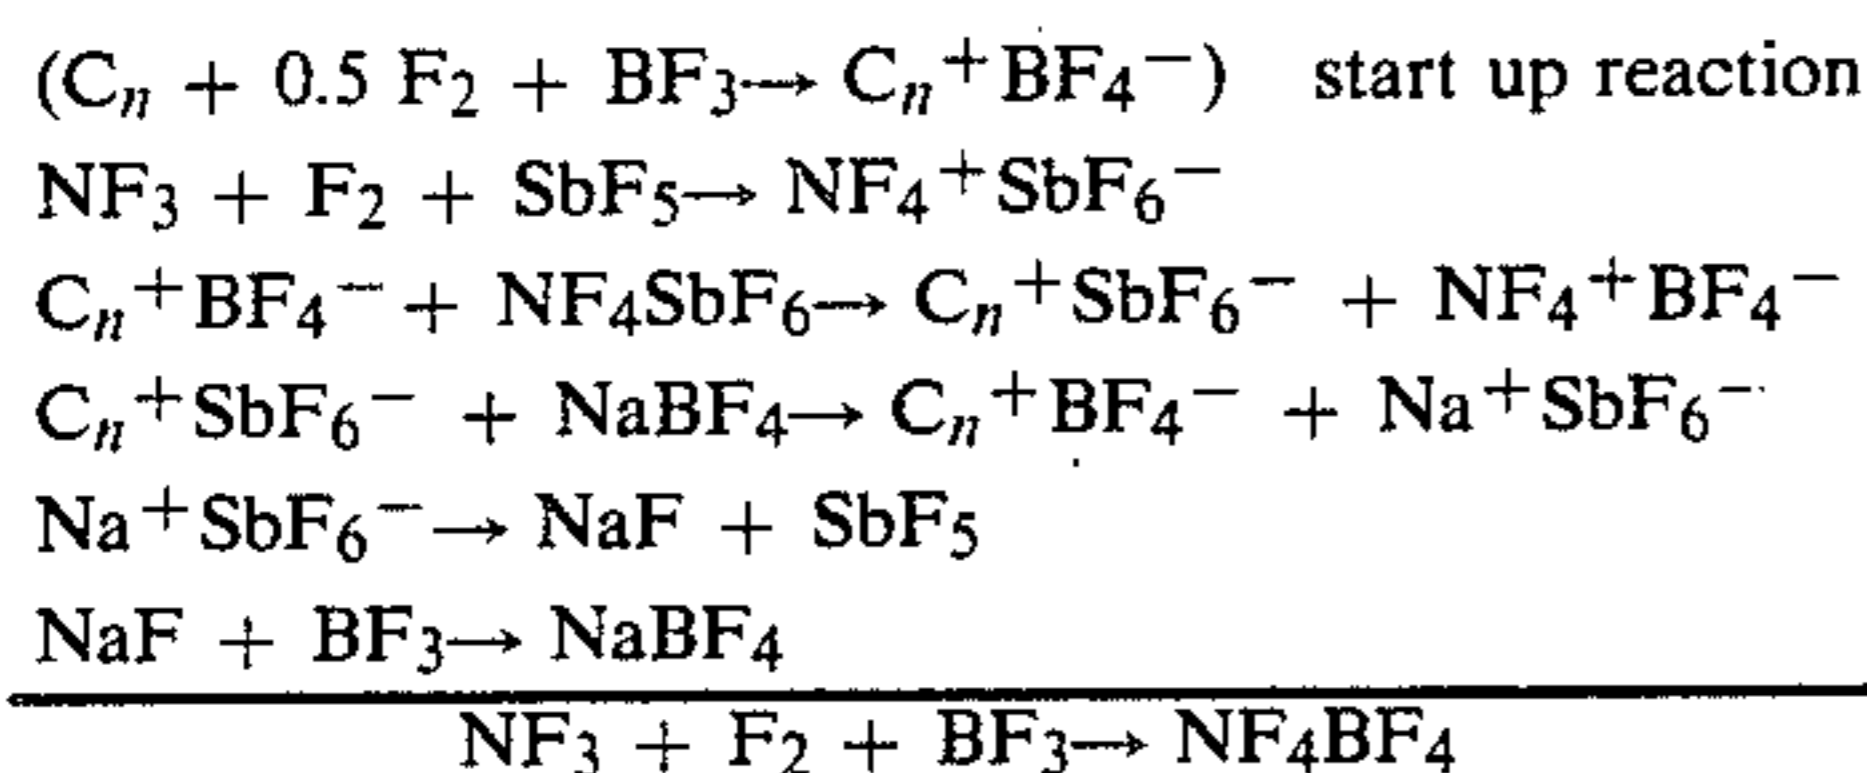 (Cₙ + 0.5 F₂ + BF₃→ Cₙ⁺BF₄⁻) start up reaction
NF₃ + F₂ + SbF₅→ NF₄⁺SbF₆⁻
Cₙ⁺BF₄⁻ + NF₄SbF₆→ Cₙ⁺SbF₆⁻ + NF₄⁺BF₄⁻
Cₙ⁺SbF₆⁻ + NaBF₄→ Cₙ⁺BF₄⁻ + Na⁺SbF₆⁻
Na⁺SbF₆⁻→ NaF + SbF₅
NaF + BF₃→ NaBF₄
NF₃ + F₂ + BF₃→ NF₄BF₄